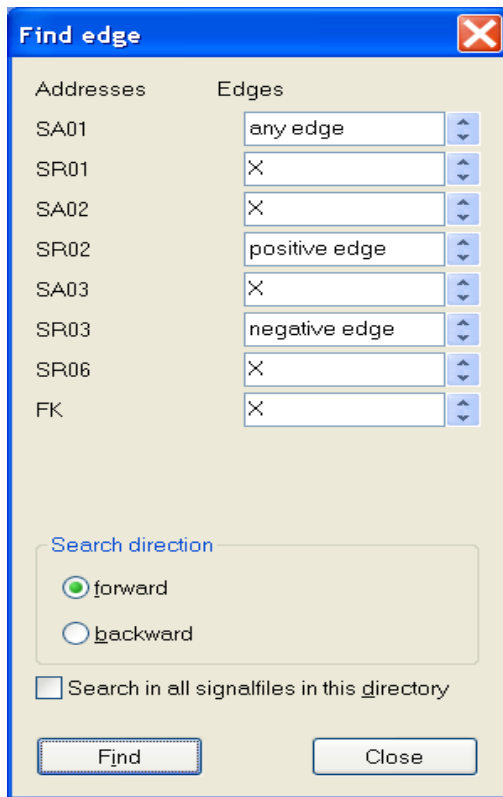 Find edge
Addresses Edges
SA01 any edge
SR01 X
SA02 X
SR02 positive edge
SA03 X
SR03 negative edge
SR06 X
FK X
Search direction
forward
backward
Search in all signalfiles in this directory
Find Close